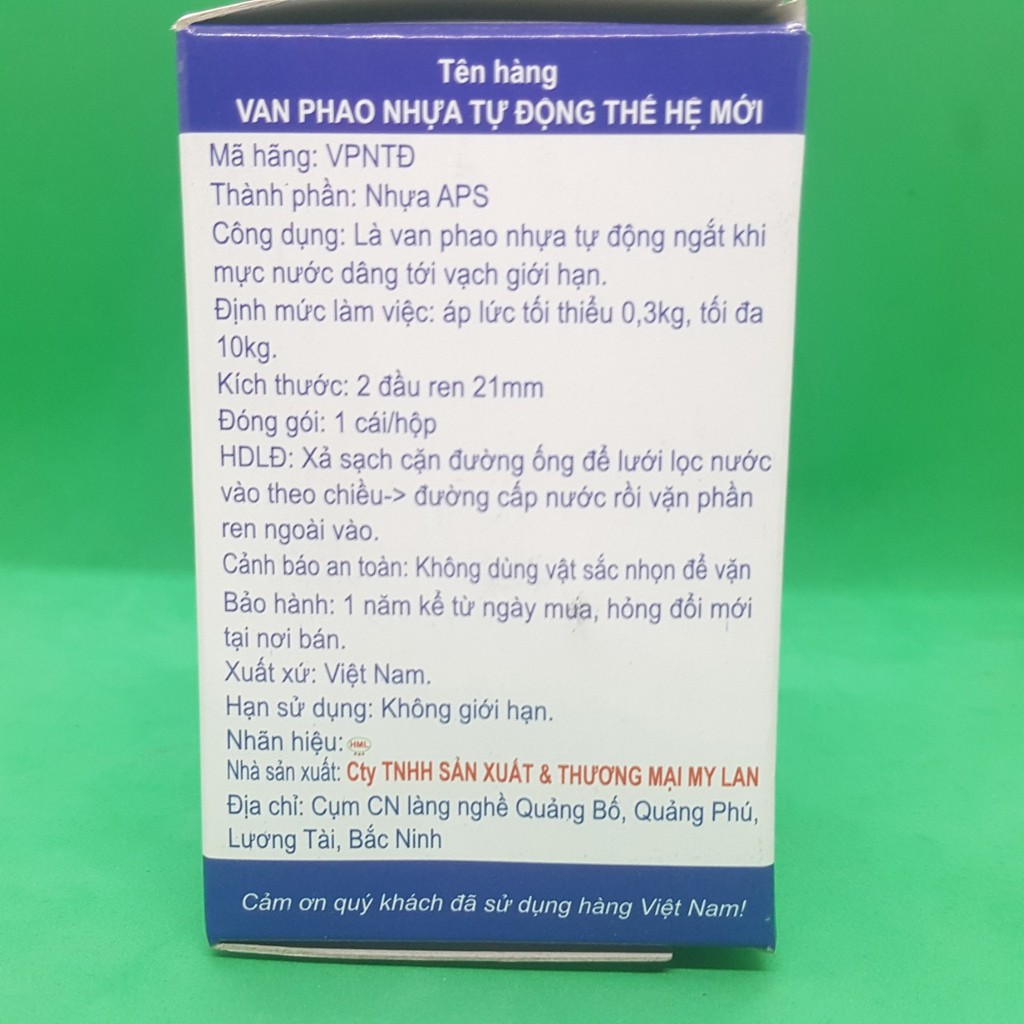 Tên hàng
VAN PHAO NHỰA TỰ ĐỘNG THẾ HỆ MỚI
Mã hãng: VPNTĐ
Thành phần: Nhựa APS
Công dụng: Là van phao nhựa tự động ngắt khi
mực nước dâng tới vạch giới hạn.
Định mức làm việc: áp lức tối thiểu 0,3kg, tối đa
10kg.
Kích thước: 2 đầu ren 21mm
Đóng gói: 1 cái/hộp
HDLĐ: Xả sạch cặn đường ống để lưới lọc nước
vào theo chiều-> đường cấp nước rồi vặn phần
ren ngoài vào.
Cảnh báo an toàn: Không dùng vật sắc nhọn để vặn
Bảo hành: 1 năm kể từ ngày mua, hỏng đổi mới
tại nơi bán.
Xuất xứ: Việt Nam.
Hạn sử dụng: Không giới hạn.
Nhãn hiệu: HML
Nhà sản xuất: Cty TNHH SẢN XUẤT & THƯƠNG MẠI MY LAN
Địa chỉ: Cụm CN làng nghề Quảng Bố, Quảng Phú,
Lương Tài, Bắc Ninh
Cảm ơn quý khách đã sử dụng hàng Việt Nam!